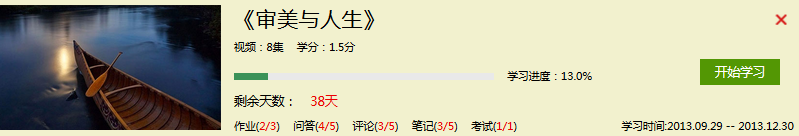 《审美与人生》
视频：8集 学分：1.5分
学习进度：13.0%
开始学习
剩余天数： 38天
作业(2/3) 问答(4/5) 评论(3/5) 笔记(3/5) 考试(1/1) 学习时间:2013.09.29 -- 2013.12.30